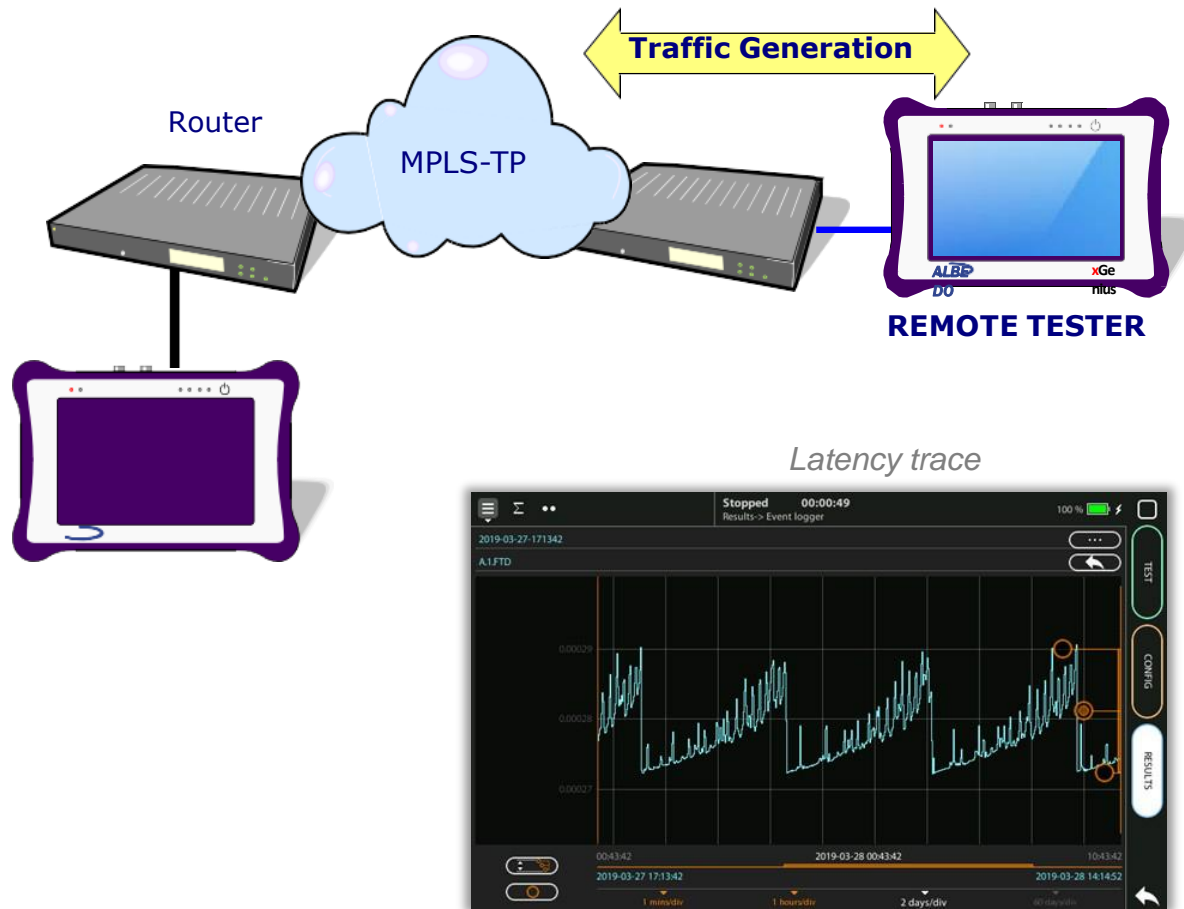 Traffic Generation
Router
MPLS-TP
ALBE
DO
xGe
nius
REMOTE TESTER
Latency trace
Σ
Stopped 00:00:49
Results-> Event logger
100 %
2019-03-27-171342
A.1.FTD
TEST
CONFIG
RESULTS
0.00029
0.00028
0.00027
00:43:42 2019-03-28 00:43:42 10:43:42
2019-03-27 17:13:42 2019-03-28 14:14:52
1 mins/div 1 hours/div 2 days/div 60 days/div